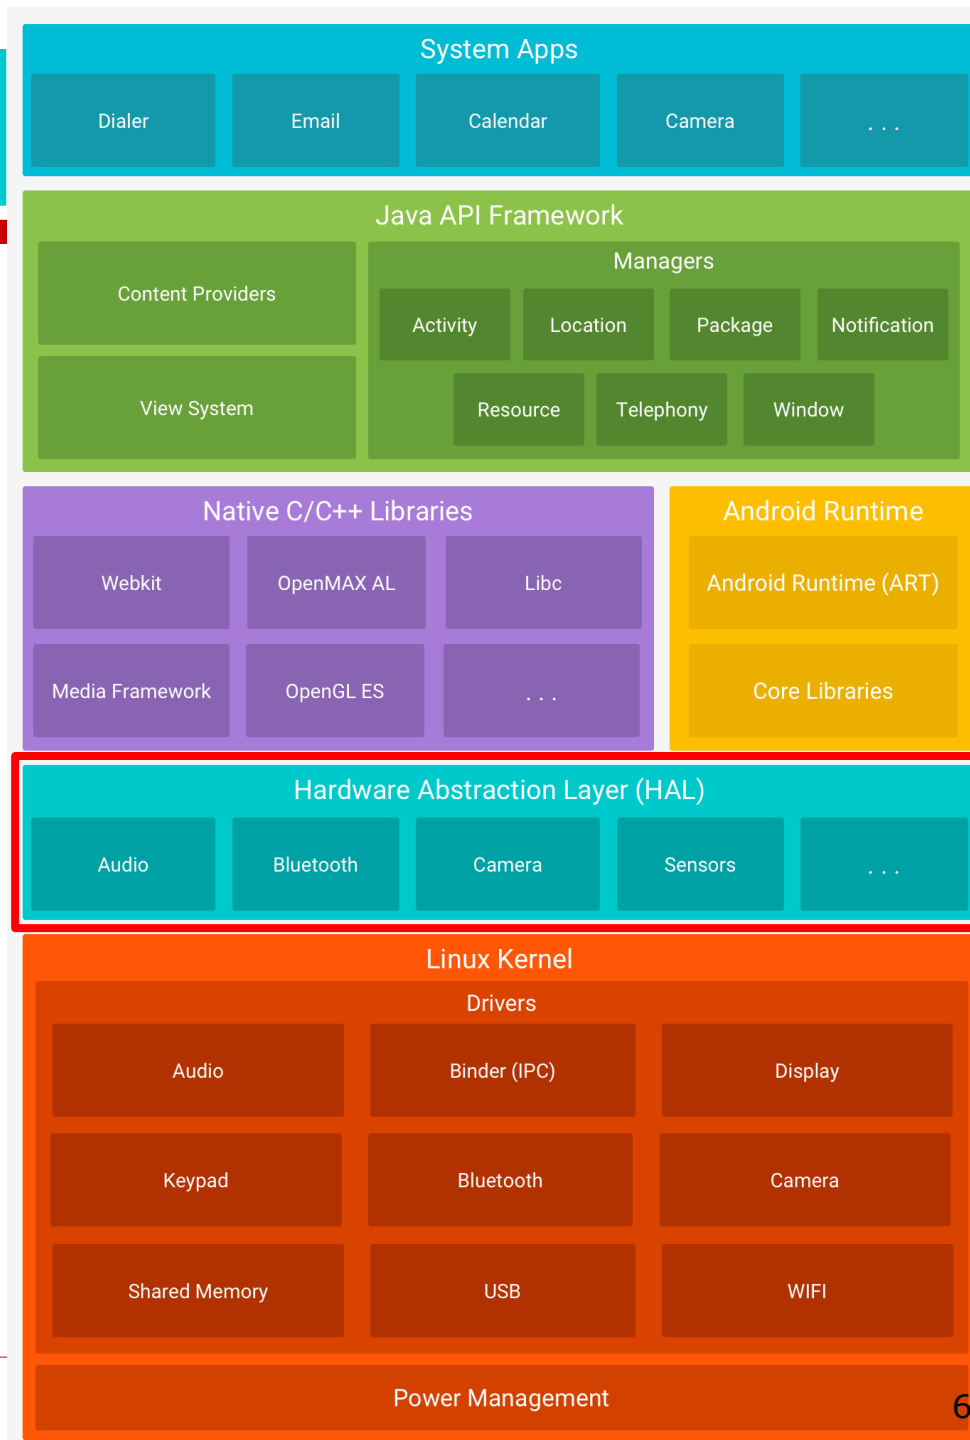 System Apps
Dialer
Email
Calendar
Camera
. . .
Java API Framework
Content Providers
View System
Managers
Activity
Location
Package
Notification
Resource
Telephony
Window
Native C/C++ Libraries
Webkit
OpenMAX AL
Libc
Media Framework
OpenGL ES
. . .
Android Runtime
Android Runtime (ART)
Core Libraries
Hardware Abstraction Layer (HAL)
Audio
Bluetooth
Camera
Sensors
. . .
Linux Kernel
Drivers
Audio
Binder (IPC)
Display
Keypad
Bluetooth
Camera
Shared Memory
USB
WIFI
Power Management
6